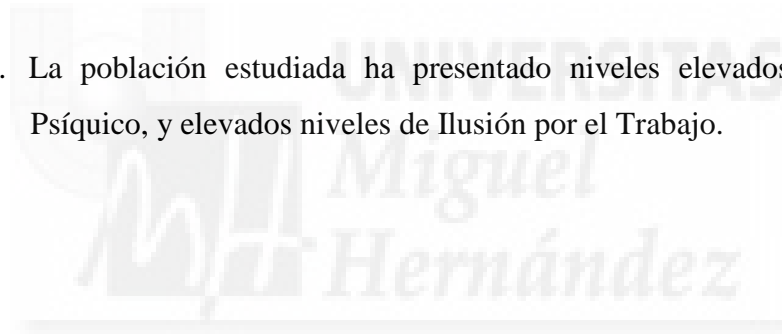 UNIVERSITAS
. La población estudiada ha presentado niveles elevados
Psíquico, y elevados niveles de Ilusión por el Trabajo.
Miguel
Hernández